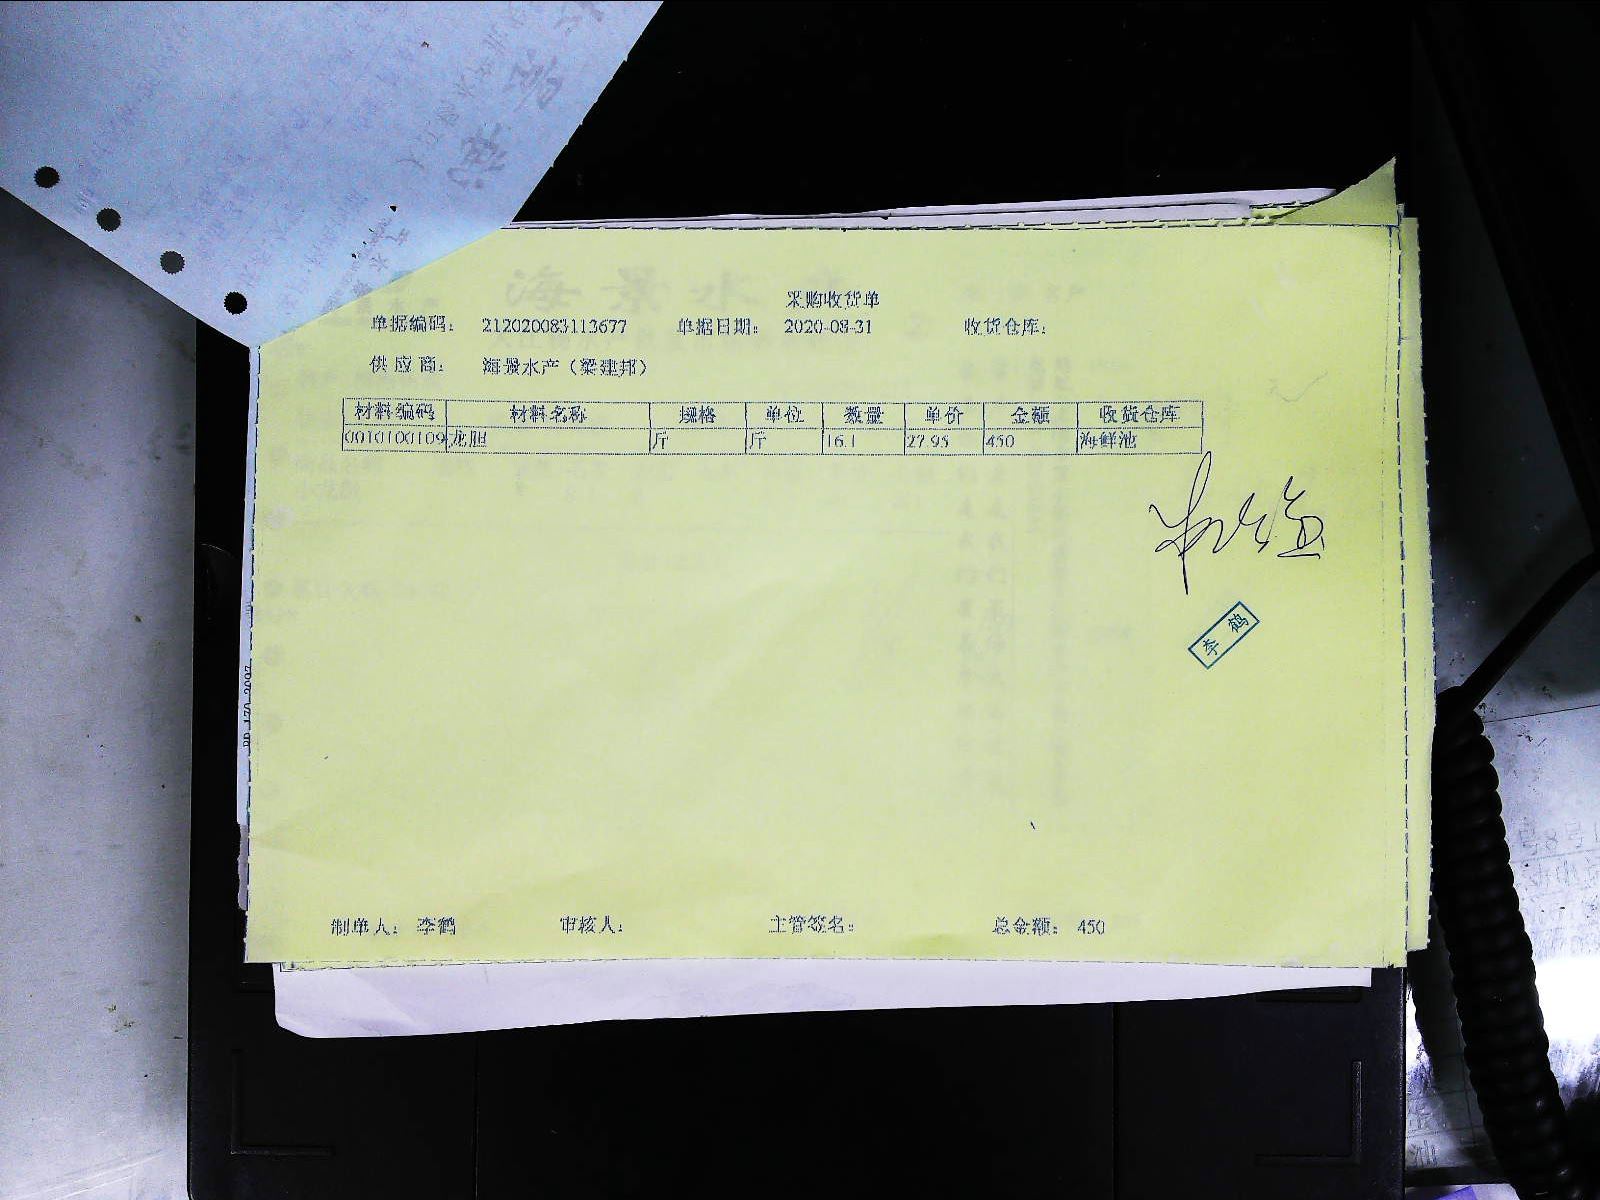 采购收货单
单据编码： 212020083113677 单据日期： 2020-08-31 收货仓库：
供应商： 海景水产（梁建邦）
材料编码 材料名称 规格 单位 数量 单价 金额 收货仓库
0010100109 龙胆 斤 斤 16.1 27.95 450 海鲜池
李鹤
制单人： 李鹤 审核人： 主管签名： 总金额： 450